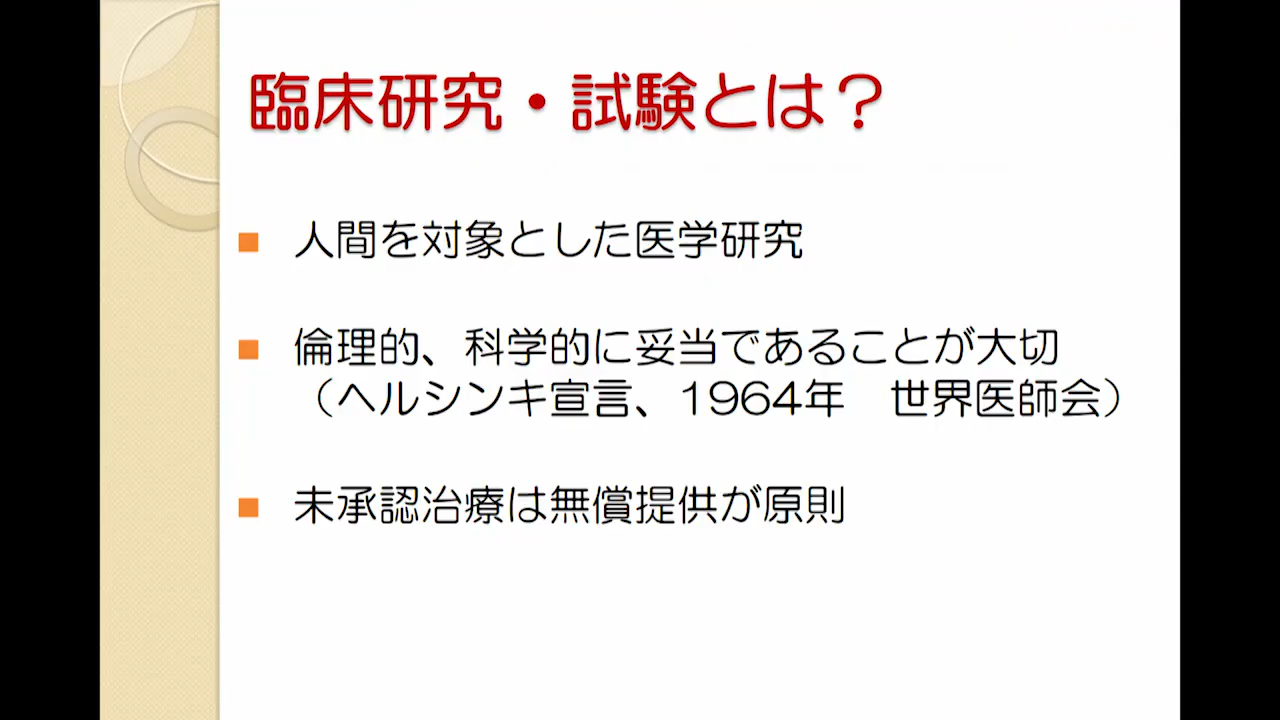 臨床研究・試験とは？
■ 人間を対象とした医学研究
■ 倫理的、科学的に妥当であることが大切
（ヘルシンキ宣言、1964年　世界医師会）
■ 未承認治療は無償提供が原則